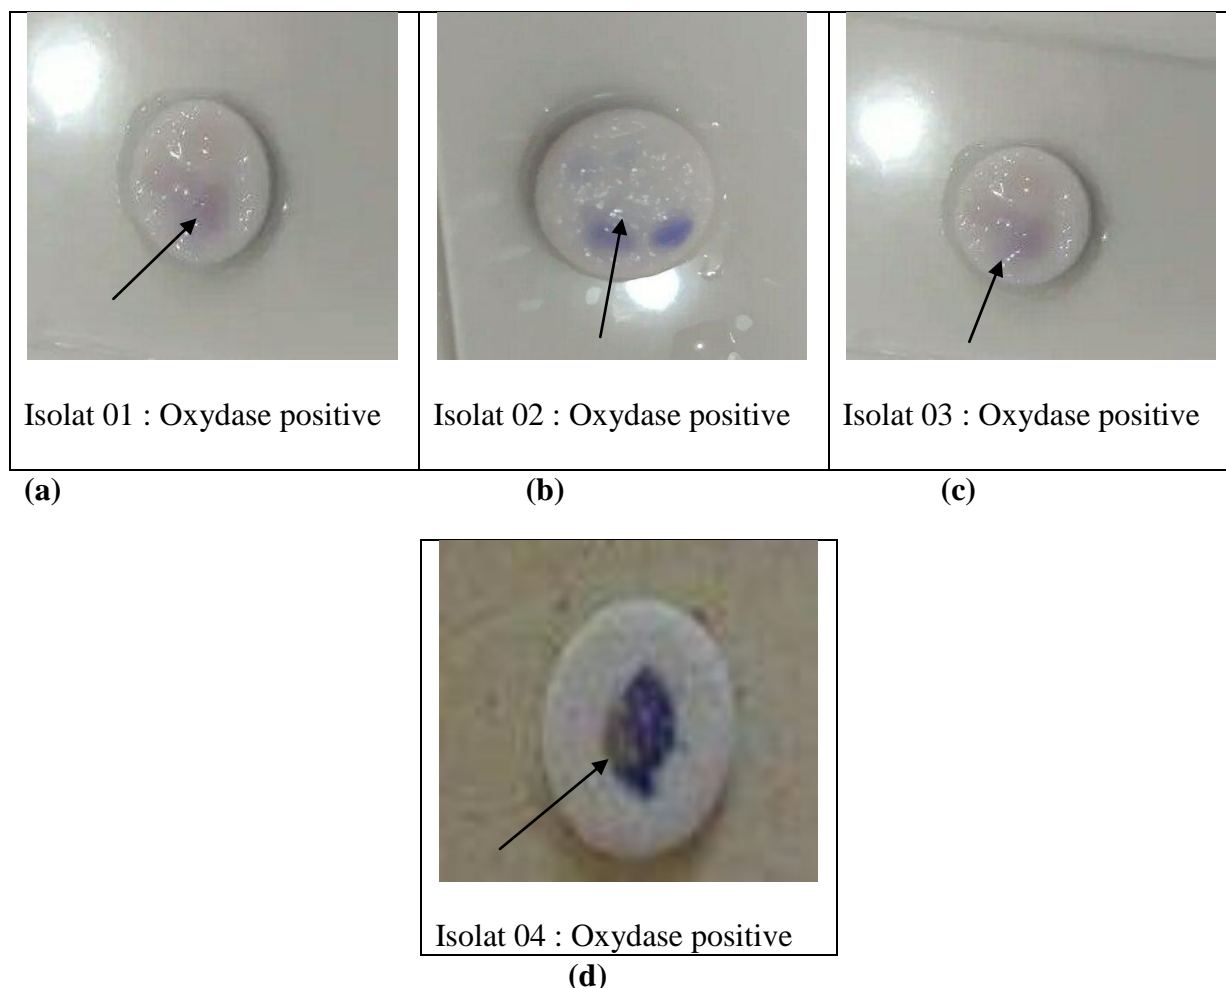 Isolat 01 : Oxydase positive
Isolat 02 : Oxydase positive
Isolat 03 : Oxydase positive
(a)
(b)
(c)
Isolat 04 : Oxydase positive
(d)